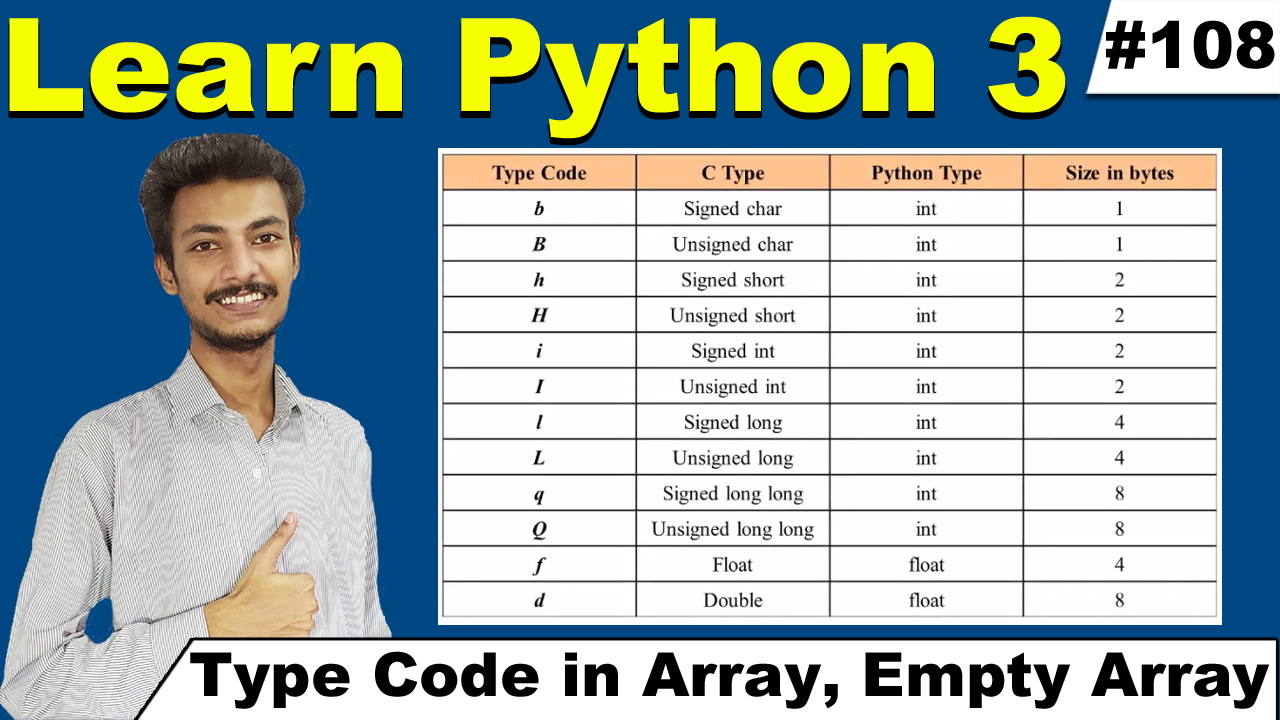 Learn Python 3
#108
Type Code C Type Python Type Size in bytes
b Signed char int 1
B Unsigned char int 1
h Signed short int 2
H Unsigned short int 2
i Signed int int 2
I Unsigned int int 2
l Signed long int 4
L Unsigned long int 4
q Signed long long int 8
Q Unsigned long long int 8
f Float float 4
d Double float 8
Type Code in Array, Empty Array